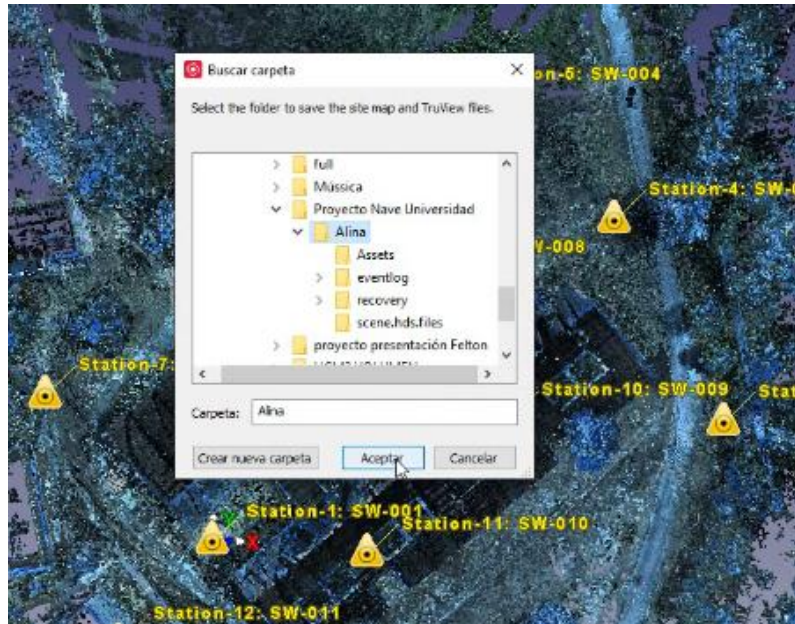 Buscar carpeta
on-6: SW-004
Select the folder to save the site map and TruView files.
full
Mússica
Station-4: SW-
Proyecto Nave Universidad
Alina
W-008
Assets
eventlog
recovery
scene.hds.files
proyecto presentación Felton
Station-7:
Station-10: SW-009
Stat
Carpeta: Alina
Crear nueva carpeta Aceptar Cancelar
Station-1: SW-001
Y
X
Station-11: SW-010
Station-12: SW-011